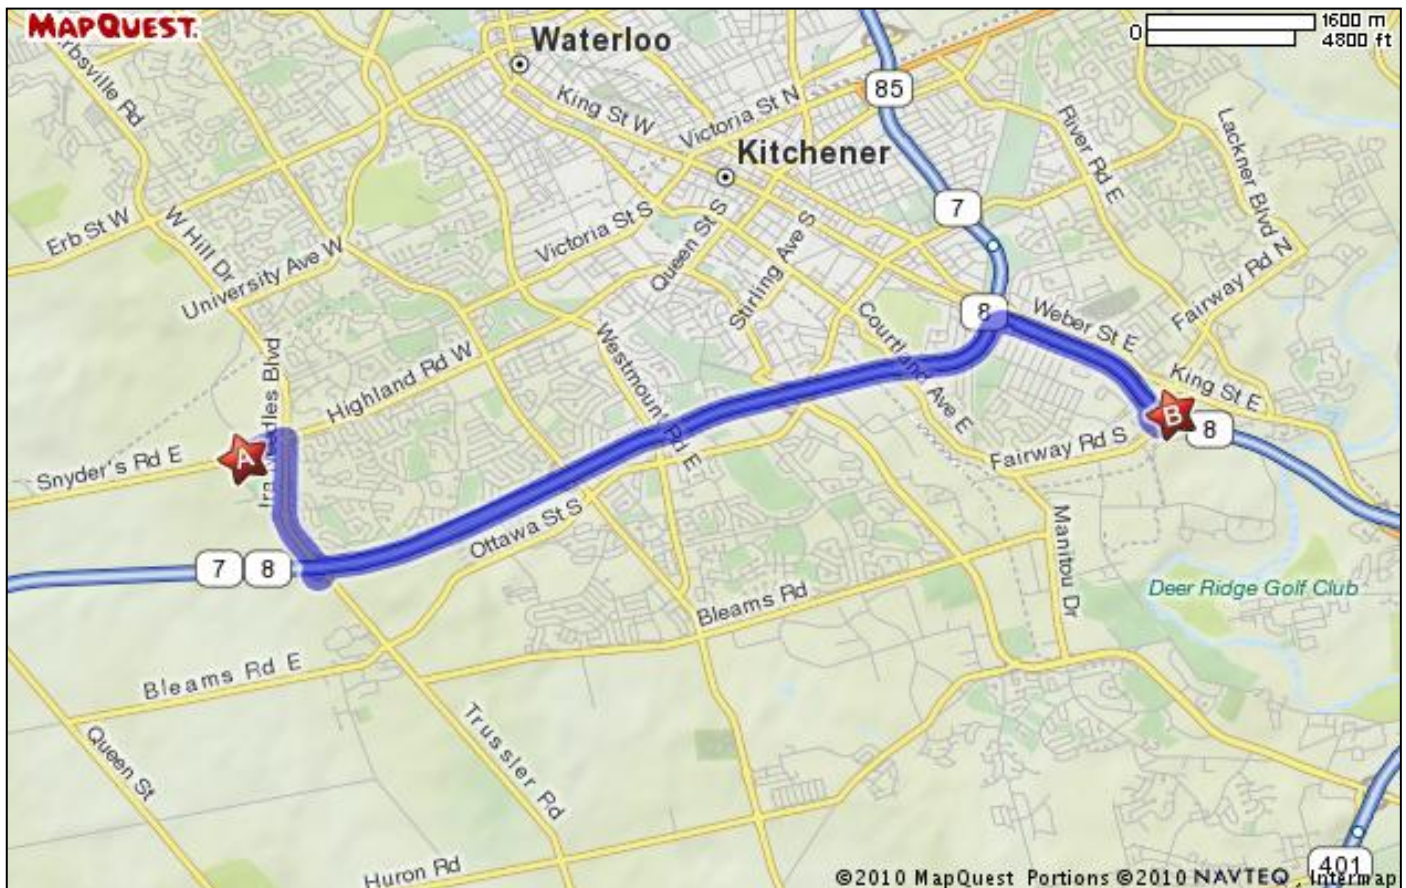 MAPQUEST.
Waterloo
0
1600 m
4800 ft
85
King St W
Victoria St N
Kitchener
River Rd E
Lackner Blvd
7
Erb St W
W Hill Dr
University Ave W
Victoria St S
Queen St S
Stirling Ave S
Fairway Rd N
8
Weber St E
Courtland Ave E
Westmount Rd E
Highland Rd W
King St E
B
8
Fairway Rd S
A
Snyder's Rd E
Ottawa St S
7
8
Manitou Dr
Deer Ridge Golf Club
Bleams Rd
Bleams Rd E
Queen St
Trussler Rd
Huron Rd
401
©2010 MapQuest Portions ©2010 NAVTEQ, Intermap